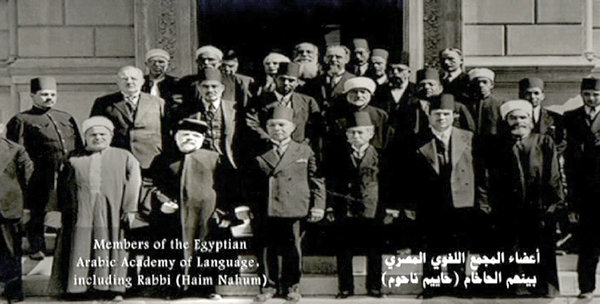 Members of the Egyptian
Arabic Academy of Language,
including Rabbi (Haim Nahum)
أعضاء المجمع اللغوي المصري
بينهم الحاخام (حاييم ناحوم)